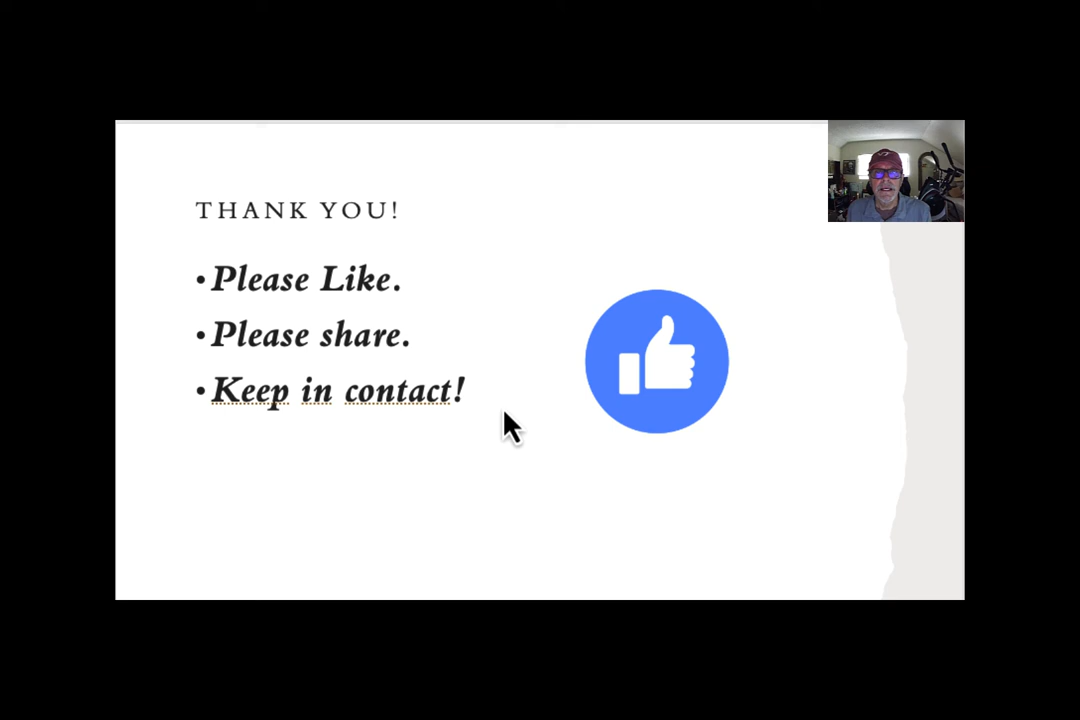 THANK YOU!
• Please Like.
• Please share.
• Keep in contact!